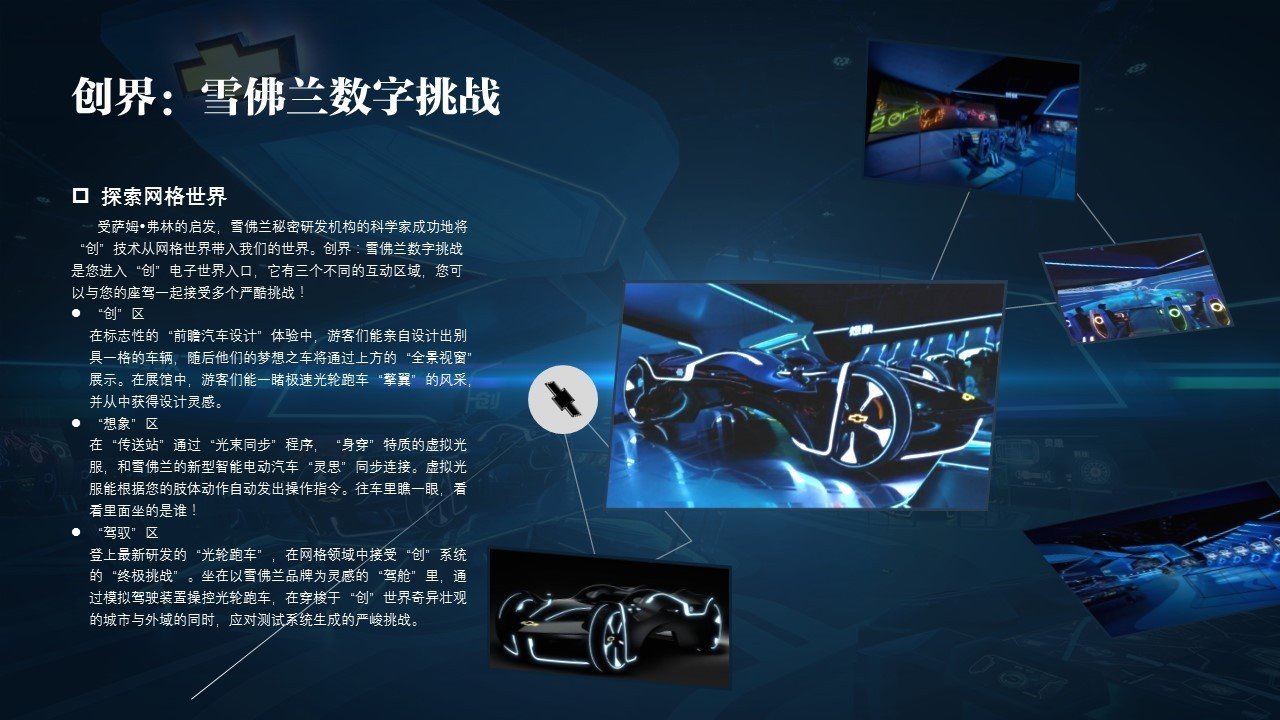 创界：雪佛兰数字挑战
探索网格世界
受萨姆•弗林的启发，雪佛兰秘密研发机构的科学家成功地将
“创”技术从网格世界带入我们的世界。创界：雪佛兰数字挑战
是您进入“创”电子世界入口，它有三个不同的互动区域，您可
以与您的座驾一起接受多个严酷挑战！
● “创”区
在标志性的“前瞻汽车设计”体验中，游客们能亲自设计出别
具一格的车辆，随后他们的梦想之车将通过上方的“全景视窗”
展示。在展馆中，游客们能一睹极速光轮跑车“擎翼”的风采，
并从中获得设计灵感。
● “想象”区
在“传送站”通过“光束同步”程序，“身穿”特质的虚拟光
服，和雪佛兰的新型智能电动汽车“灵思”同步连接。虚拟光
服能根据您的肢体动作自动发出操作指令。往车里瞧一眼，看
看里面坐的是谁！
● “驾驭”区
登上最新研发的“光轮跑车”，在网格领域中接受“创”系统
的“终极挑战”。坐在以雪佛兰品牌为灵感的“驾舱”里，通
过模拟驾驶装置操控光轮跑车，在穿梭于“创”世界奇异壮观
的城市与外域的同时，应对测试系统生成的严峻挑战。